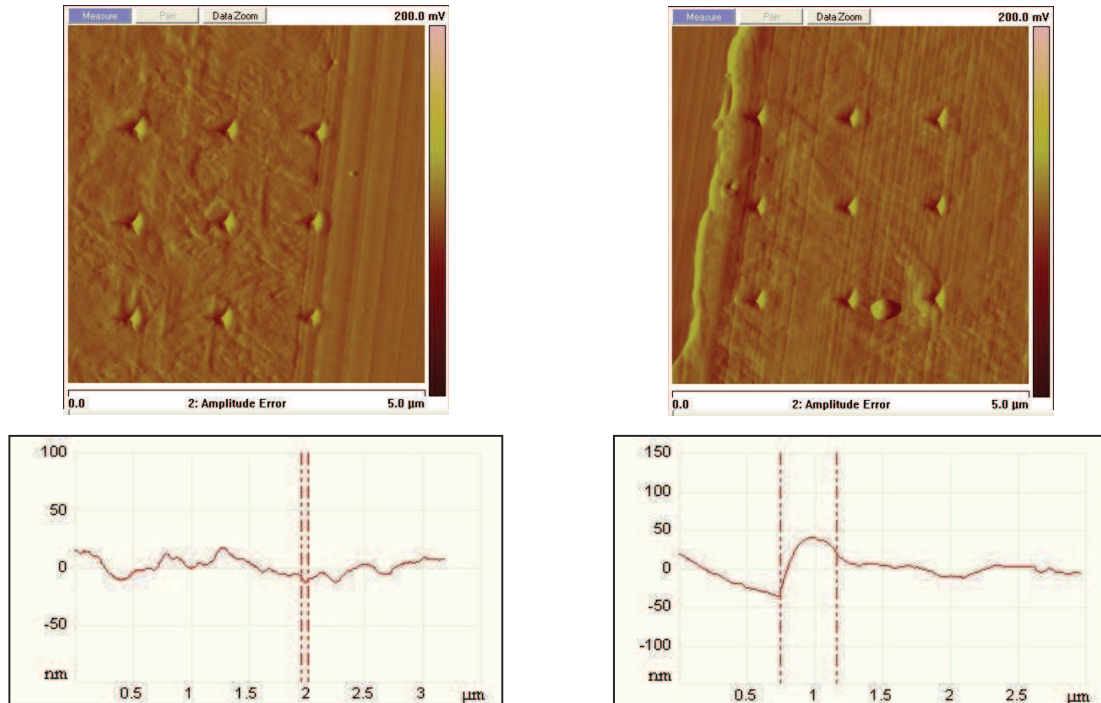 Measure Pan Data Zoom 200.0 mV
0.0 2: Amplitude Error 5.0 µm
Measure Pan Data Zoom 200.0 mV
0.0 2: Amplitude Error 5.0 µm
100
50
0
-50
nm
0.5 1 1.5 2 2.5 3 µm
150
100
50
0
-50
-100
nm
0.5 1 1.5 2 2.5 µm